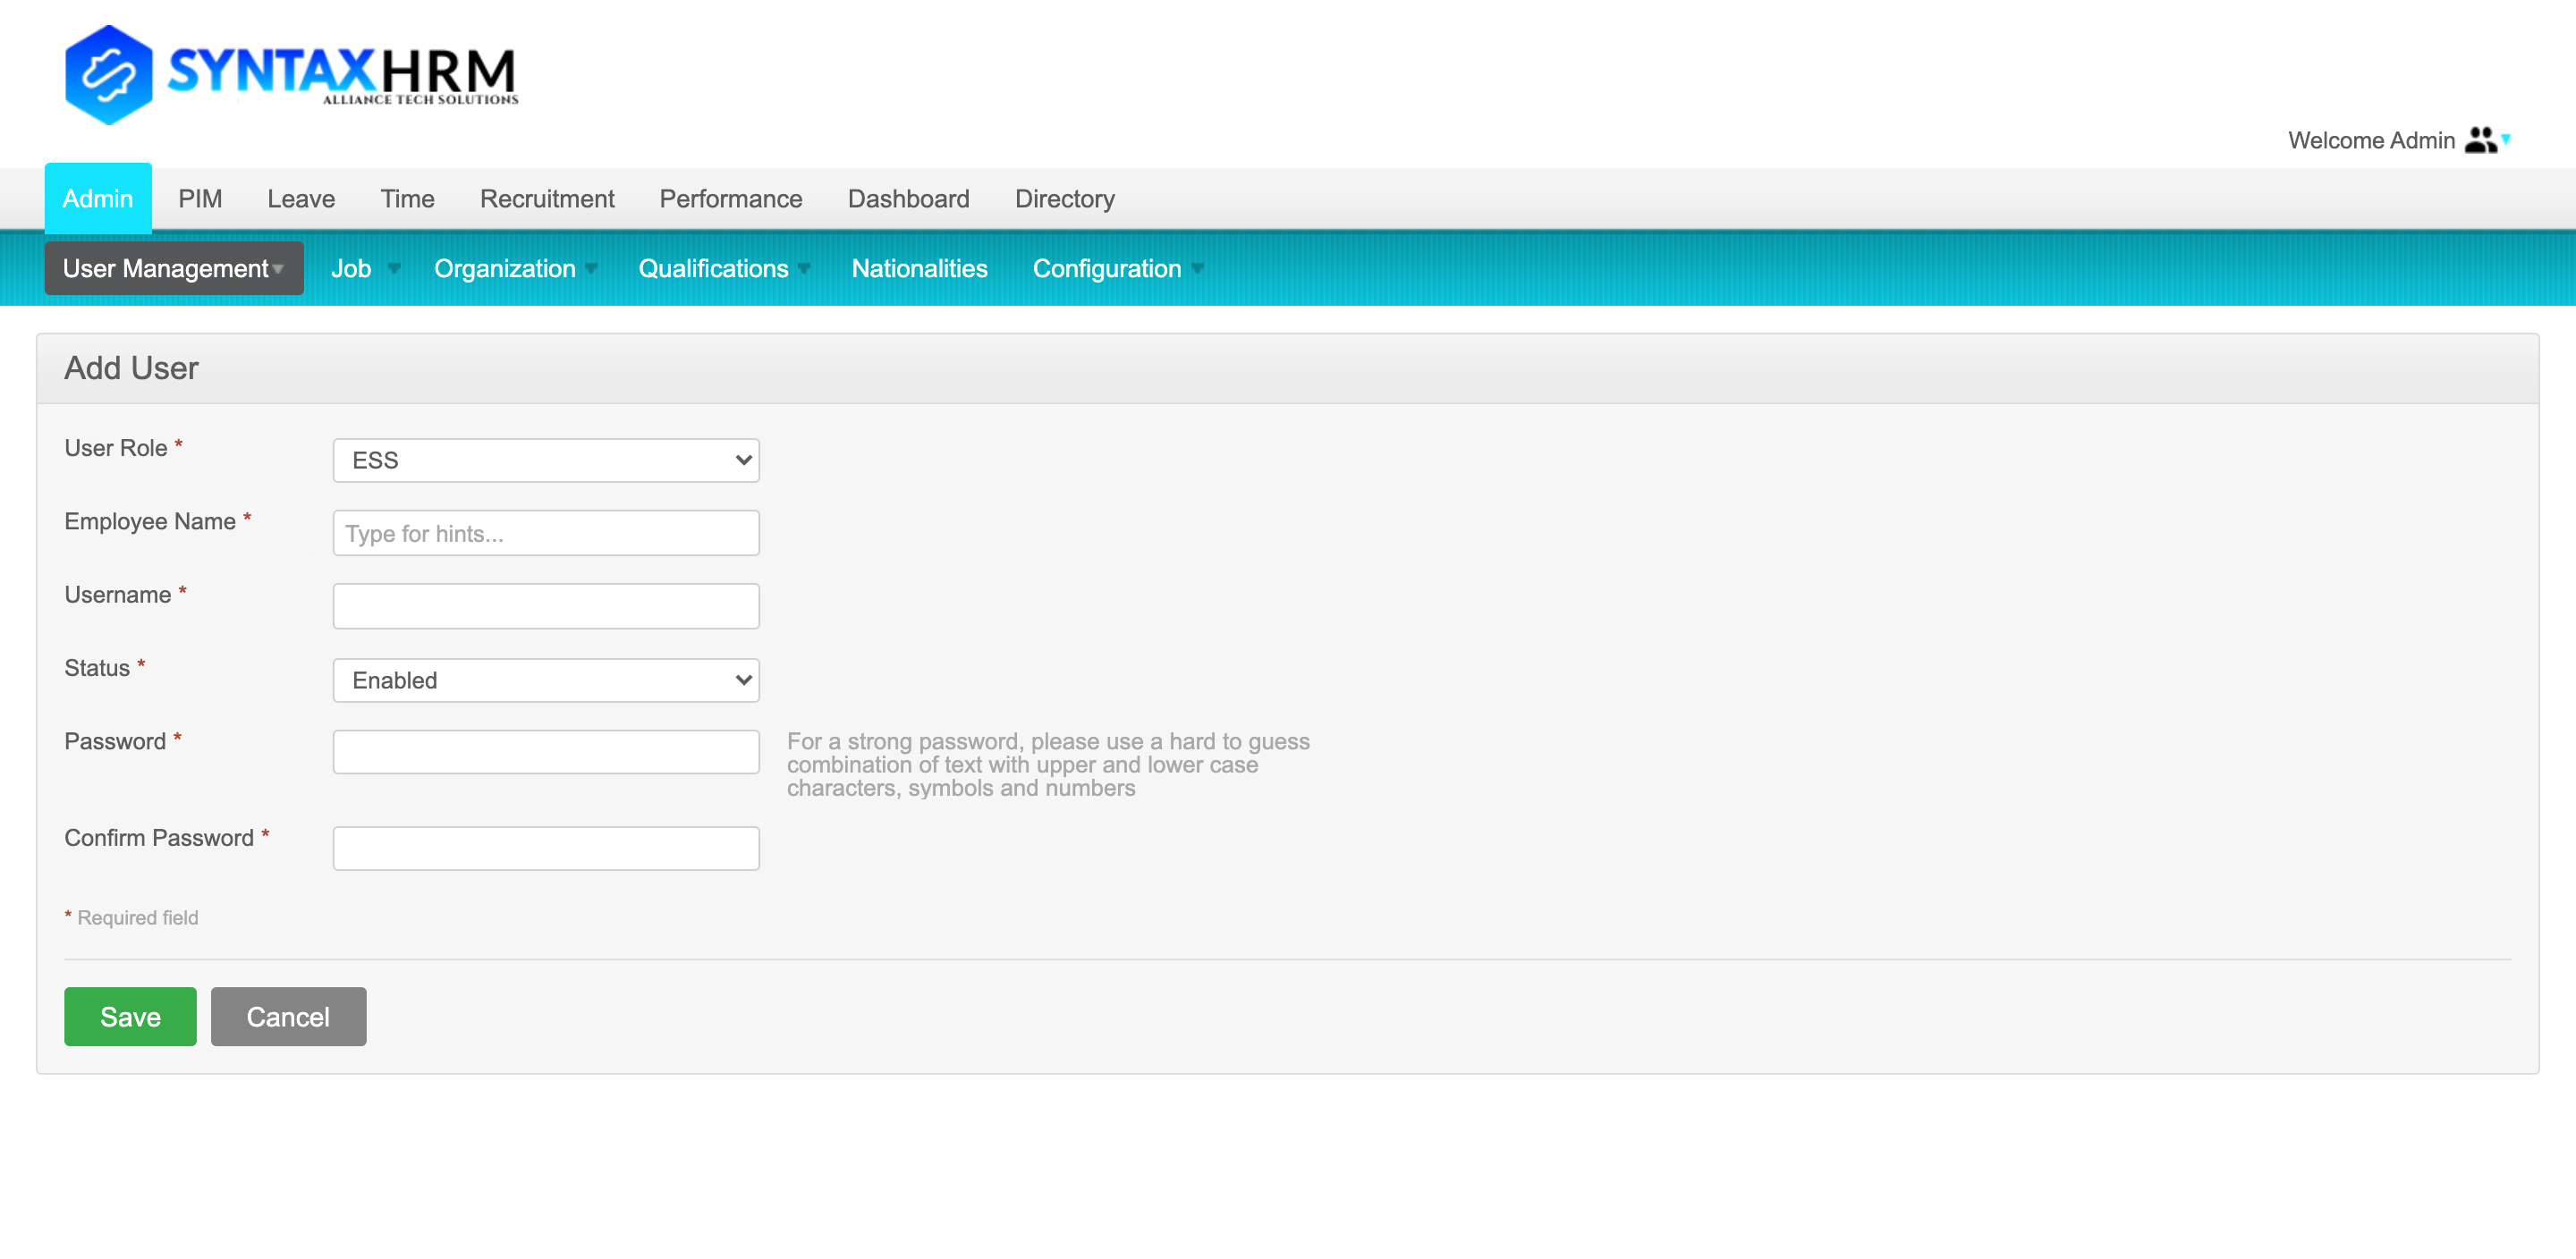 SYNTAXHRM
ALLIANCE TECH SOLUTIONS
Welcome Admin
Admin PIM Leave Time Recruitment Performance Dashboard Directory
User Management Job Organization Qualifications Nationalities Configuration
Add User
User Role * ESS
Employee Name * Type for hints...
Username *
Status * Enabled
Password * For a strong password, please use a hard to guess
combination of text with upper and lower case
characters, symbols and numbers
Confirm Password *
* Required field
Save Cancel